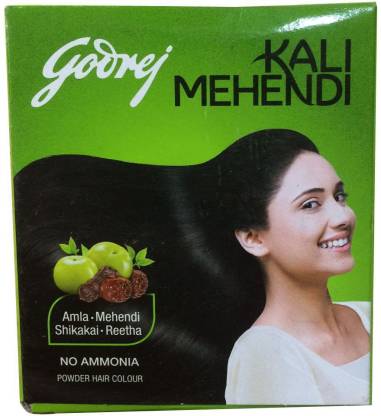 Godrej
KALI
MEHENDI
Amla • Mehendi
Shikakai • Reetha
NO AMMONIA
POWDER HAIR COLOUR